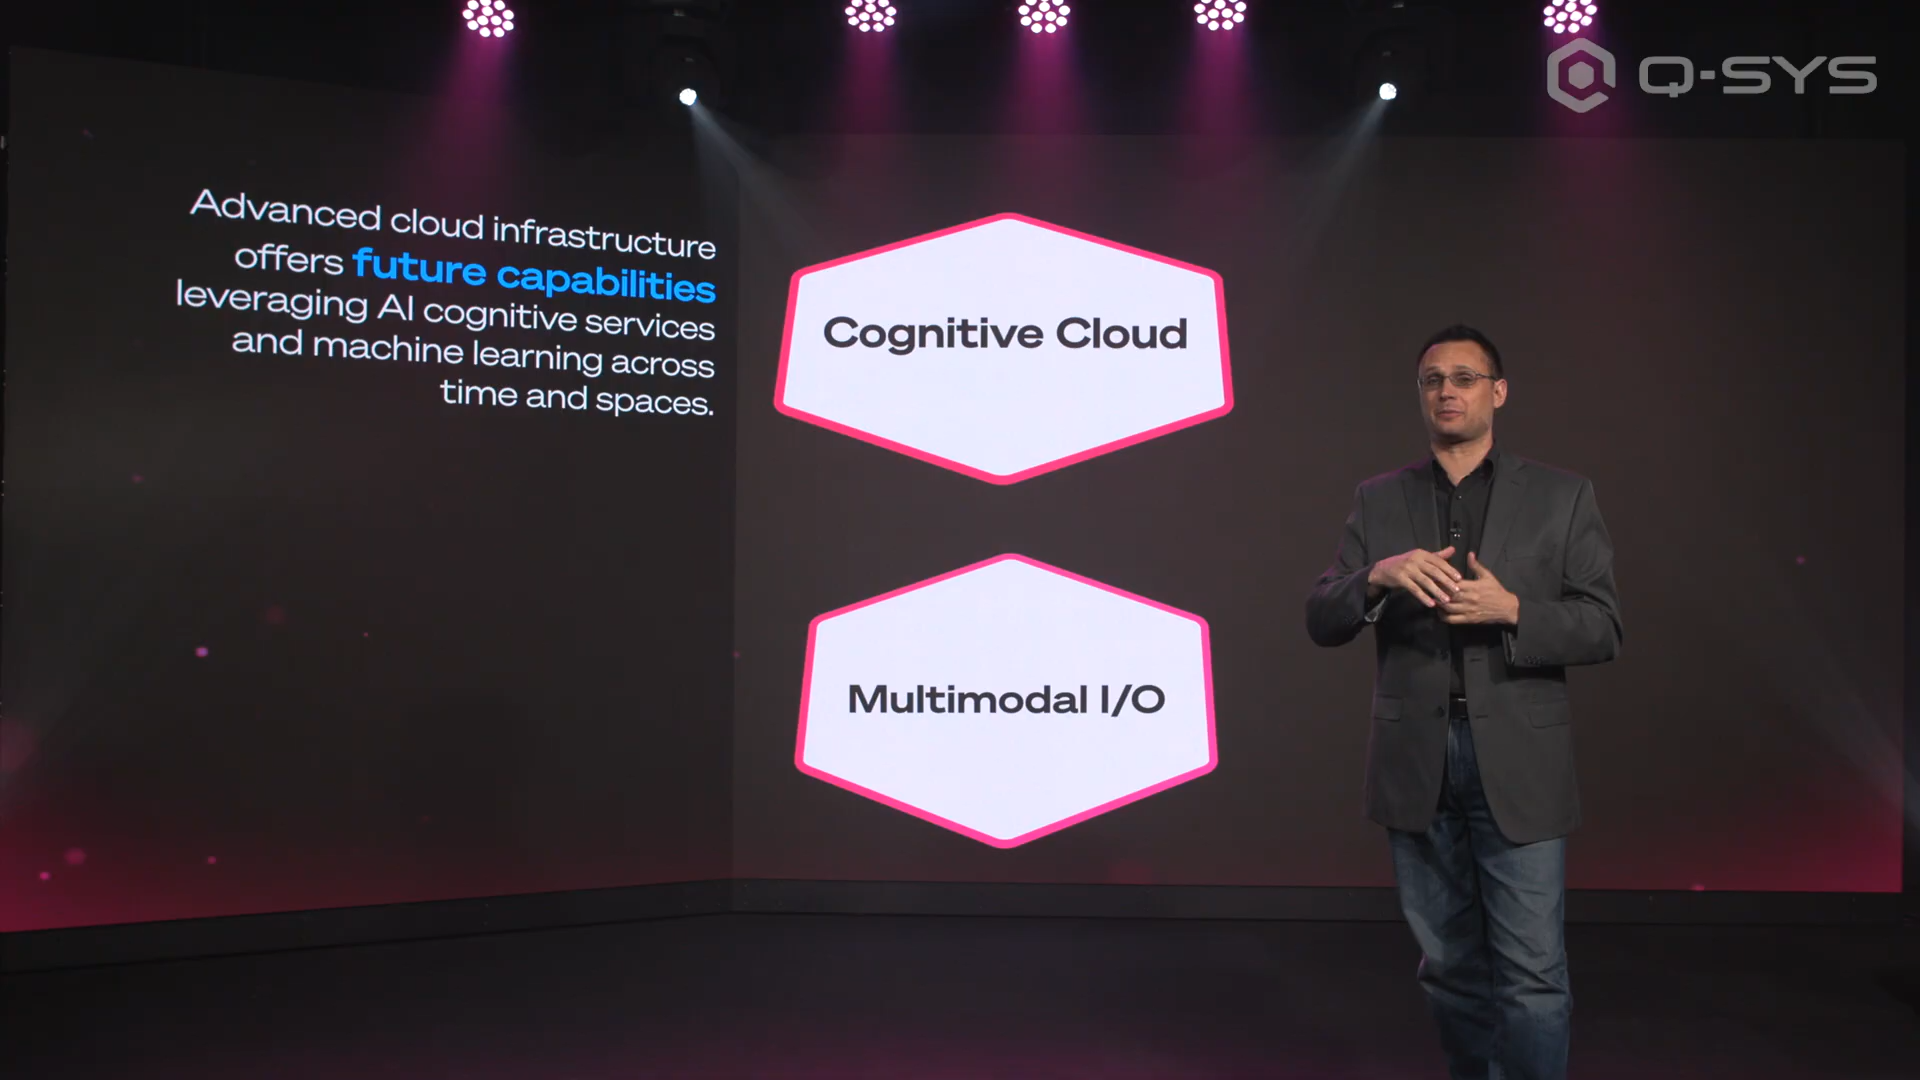 Q-SYS
Advanced cloud infrastructure
offers future capabilities
leveraging AI cognitive services
and machine learning across
time and spaces.
Cognitive Cloud
Multimodal I/O